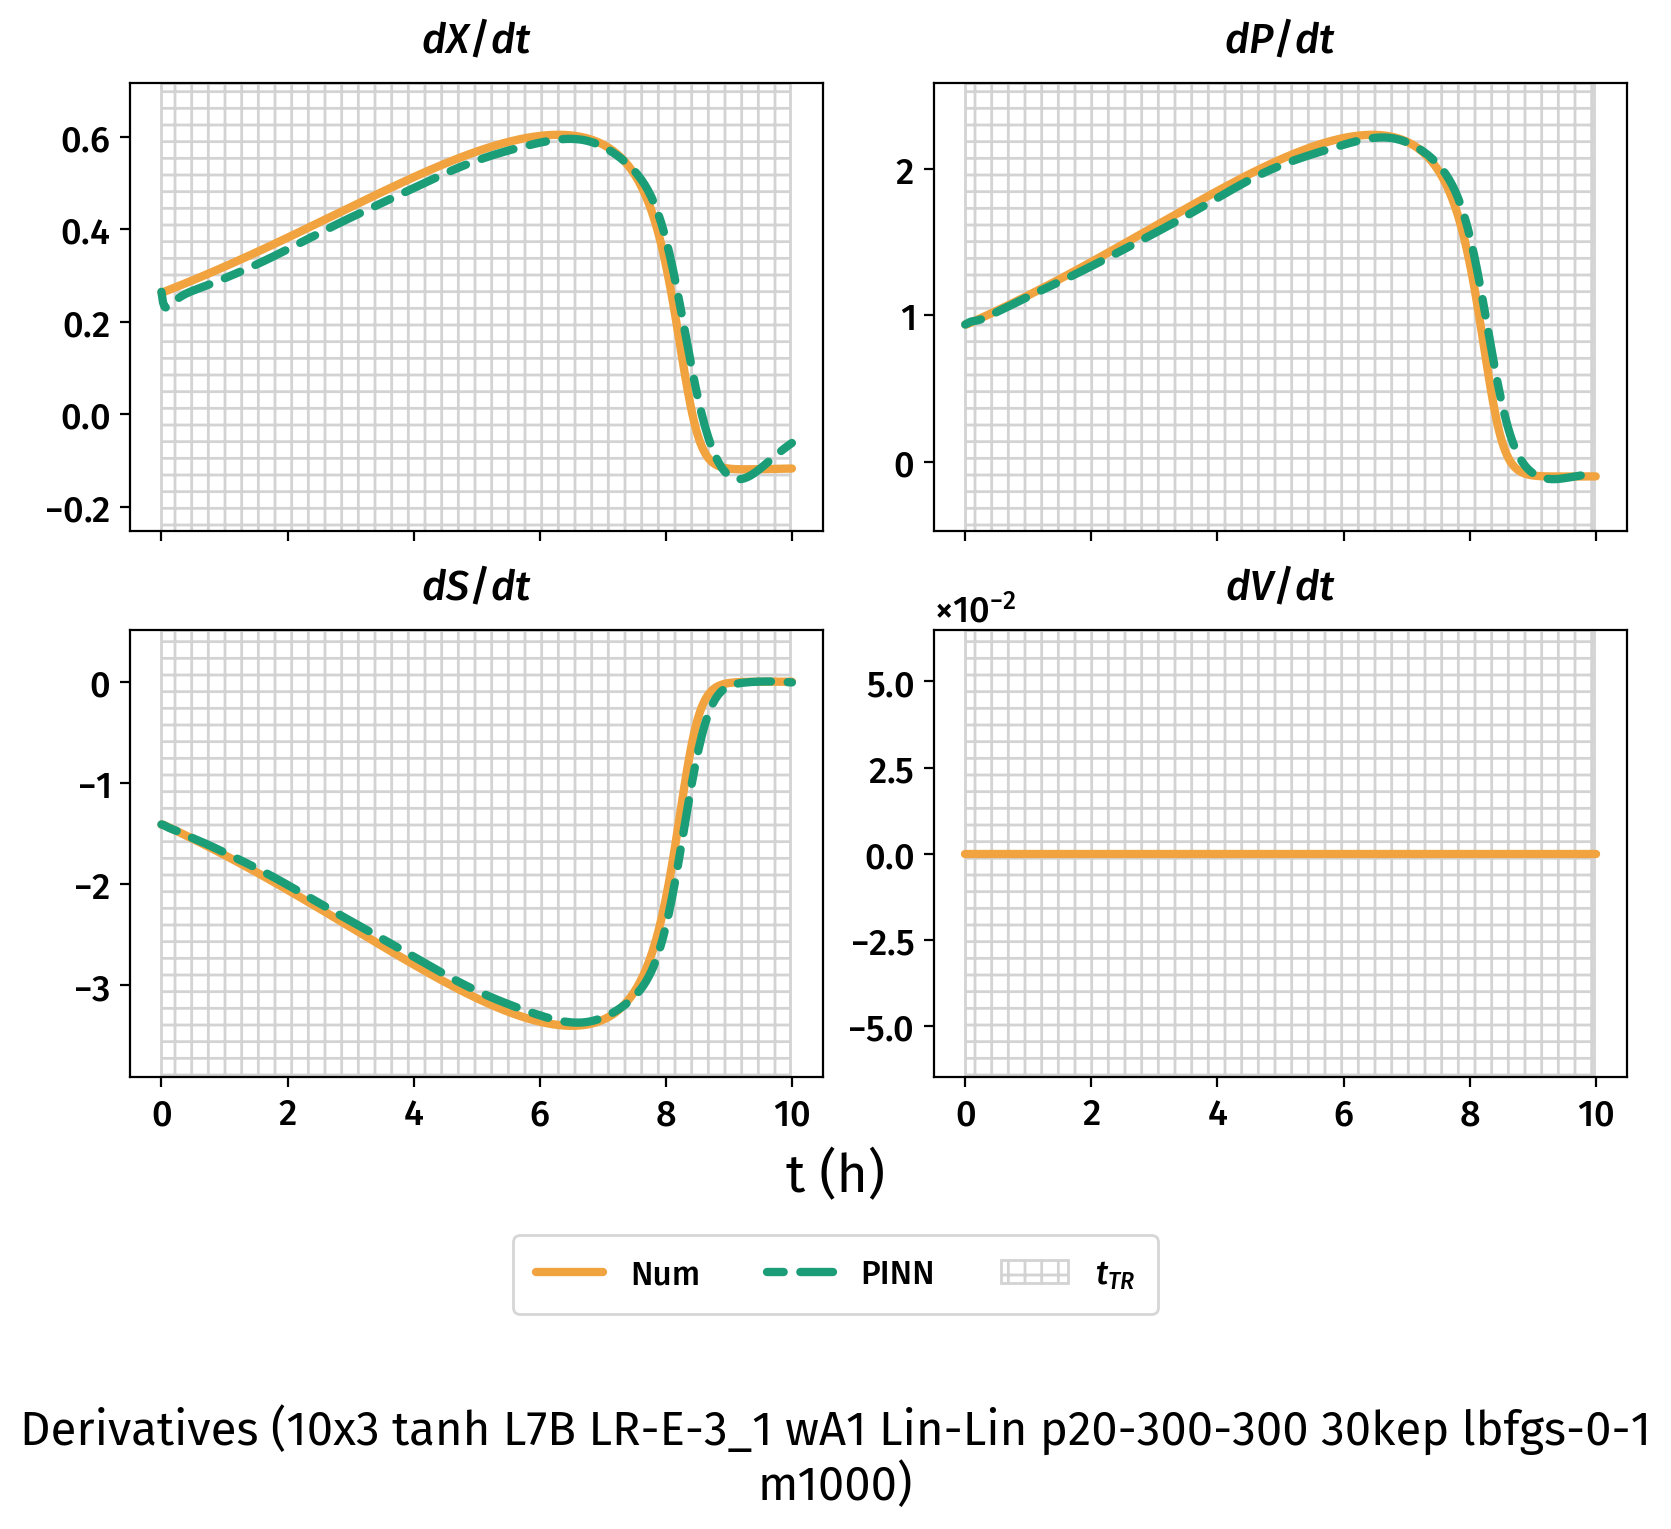 dX/dt
dP/dt
0.6
0.4
0.2
0.0
−0.2
2
1
0
dS/dt
dV/dt
×10⁻²
0
−1
−2
−3
5.0
2.5
0.0
−2.5
−5.0
0 2 4 6 8 10
0 2 4 6 8 10
t (h)
Num PINN t_TR
Derivatives (10x3 tanh L7B LR-E-3_1 wA1 Lin-Lin p20-300-300 30kep lbfgs-0-1
m1000)